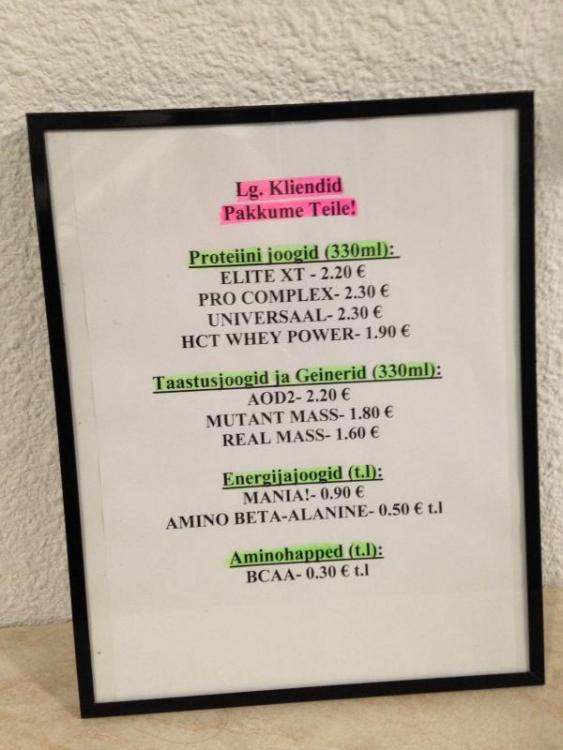 Lg. Kliendid
Pakkume Teile!
Proteiini joogid (330ml):
ELITE XT - 2.20 €
PRO COMPLEX- 2.30 €
UNIVERSAAL- 2.30 €
HCT WHEY POWER- 1.90 €
Taastusjoogid ja Geinerid (330ml):
AOD2- 2.20 €
MUTANT MASS- 1.80 €
REAL MASS- 1.60 €
Energijajoogid (t.l):
MANIA!- 0.90 €
AMINO BETA-ALANINE- 0.50 € t.l
Aminohapped (t.l):
BCAA- 0.30 € t.l